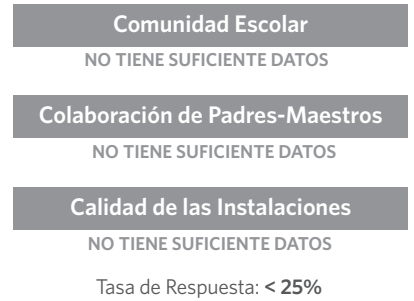 Comunidad Escolar
NO TIENE SUFICIENTE DATOS
Colaboración de Padres-Maestros
NO TIENE SUFICIENTE DATOS
Calidad de las Instalaciones
NO TIENE SUFICIENTE DATOS
Tasa de Respuesta: < 25%